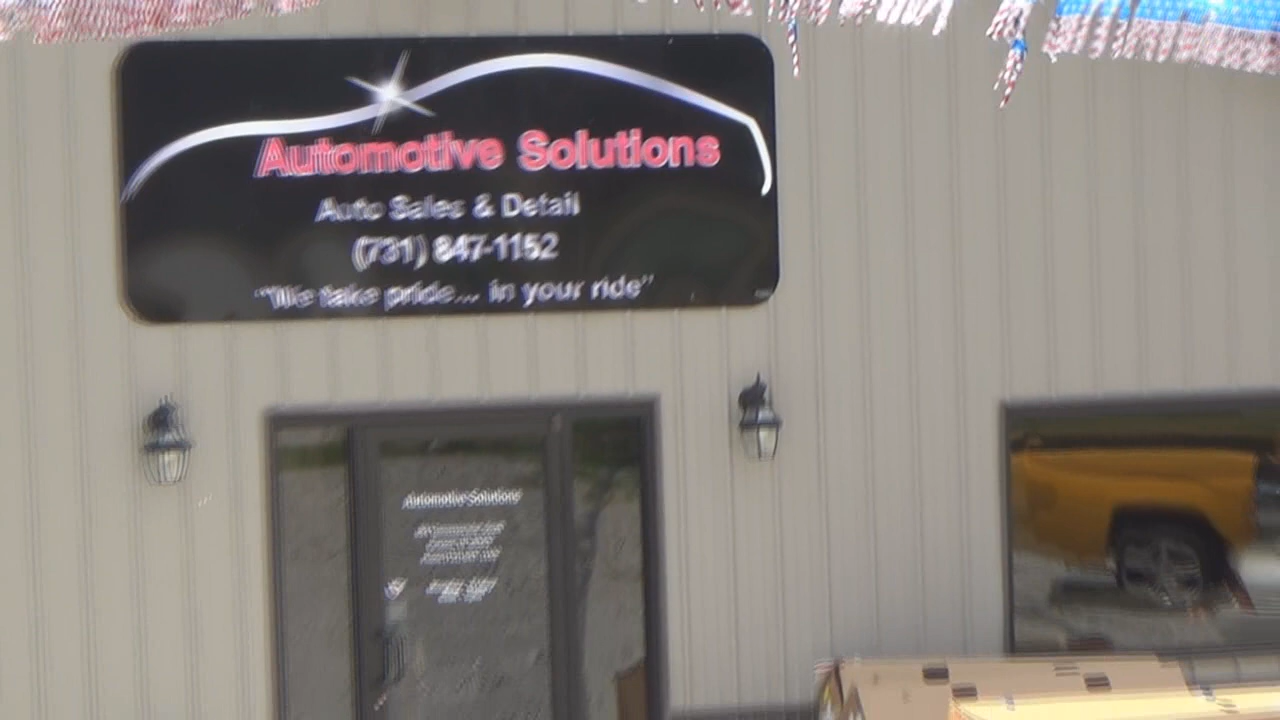 Automotive Solutions
Auto Sales & Detail
(731) 847-1152
"We take pride... in your ride"
Automotive Solutions